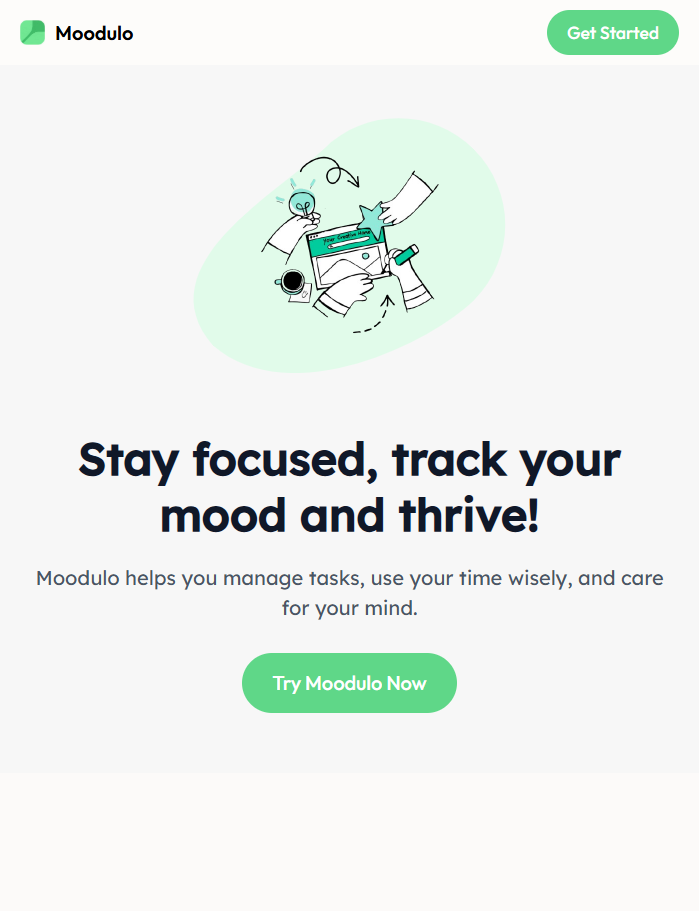 Moodulo
Get Started
Your Creative Home
Stay focused, track your
mood and thrive!
Moodulo helps you manage tasks, use your time wisely, and care
for your mind.
Try Moodulo Now